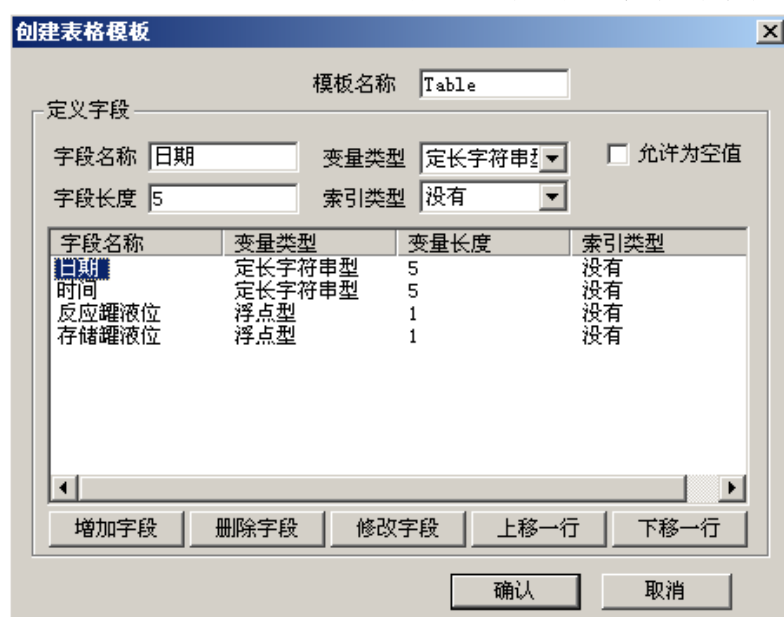 创建表格模板
模板名称 Table
定义字段
字段名称 日期 变量类型 定长字符串型 允许为空值
字段长度 5 索引类型 没有
字段名称 变量类型 变量长度 索引类型
日期 定长字符串型 5 没有
时间 定长字符串型 5 没有
反应罐液位 浮点型 1 没有
存储罐液位 浮点型 1 没有
增加字段 删除字段 修改字段 上移一行 下移一行
确认 取消